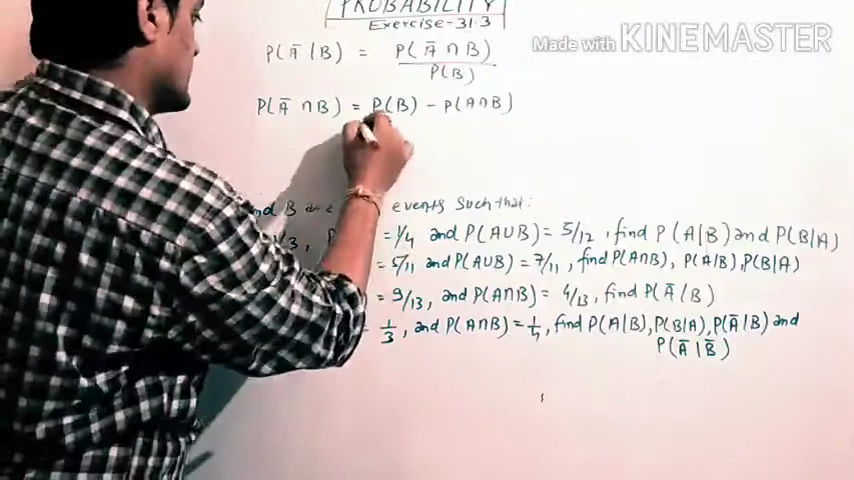 PROBABILITY
Exercise-31.3
Made with KINEMASTER
P(Ā|B) = P(Ā∩B)
P(B)
P(Ā∩B) = P(B) - P(A∩B)
B events such that:
/3, P = 1/4 and P(A∪B) = 5/12, find P(A|B) and P(B|A)
= 5/11 and P(A∪B) = 7/11, find P(A∩B), P(A|B), P(B|A)
= 9/13, and P(A∩B) = 4/13, find P(Ā|B)
= 1/3, and P(A∩B) = 1/4, find P(A|B), P(B|A), P(Ā|B) and
P(Ā|B̄)